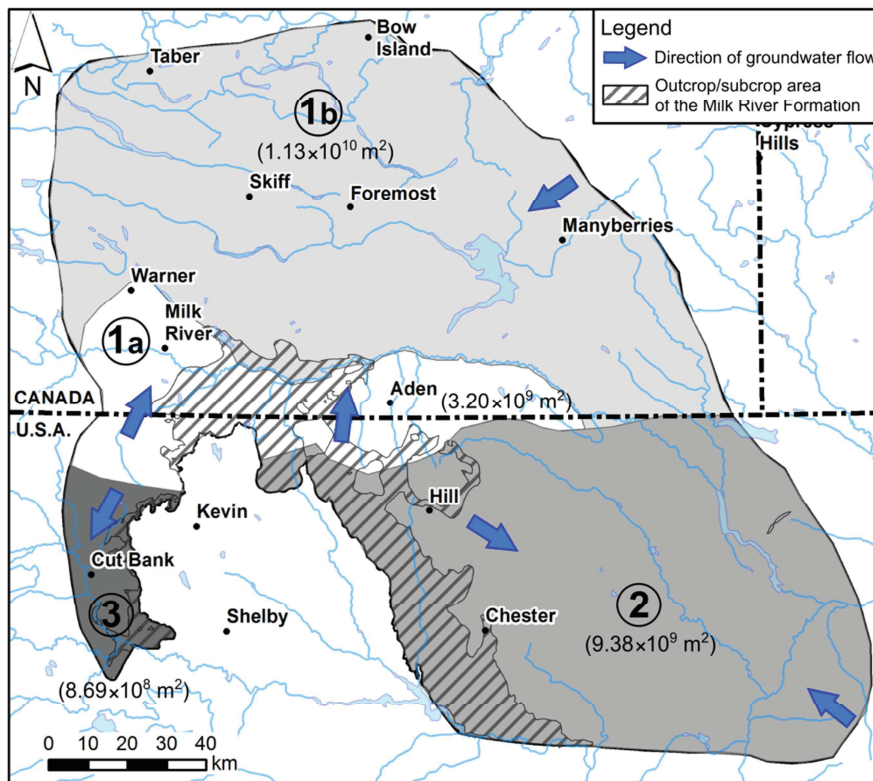 Legend
Direction of groundwater flow
Outcrop/subcrop area
of the Milk River Formation
N
Bow
Island
Taber
1b
(1.13×10¹⁰ m²)
Hills
Skiff
Foremost
Manyberries
Warner
Milk
River
1a
Aden
(3.20×10⁹ m²)
CANADA
U.S.A.
Hill
Kevin
Cut Bank
3
Shelby
Chester
2
(9.38×10⁹ m²)
(8.69×10⁸ m²)
0 10 20 30 40
km